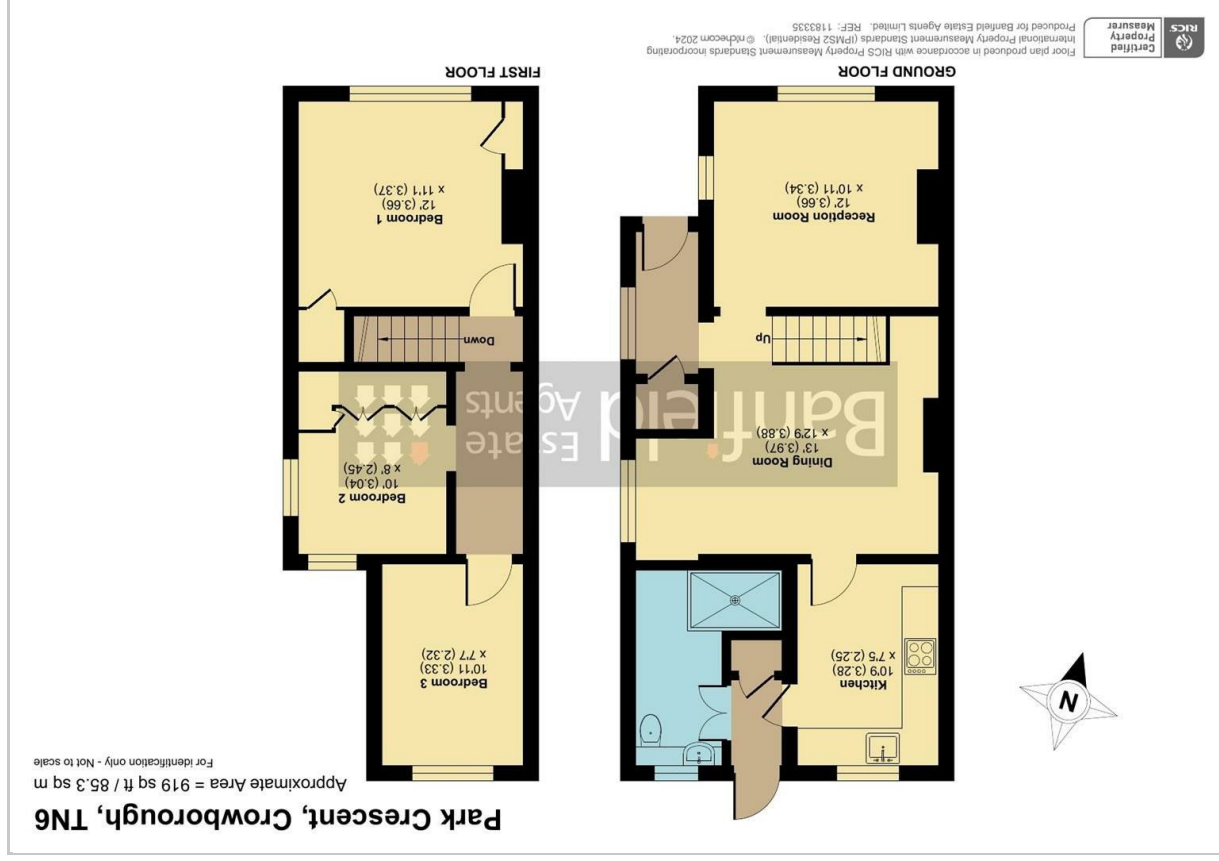 Park Crescent, Crowborough, TN6
Approximate Area = 919 sq ft / 85.3 sq m
For identification only - Not to scale
N
Kitchen
10'9 (3.28)
x 7'5 (2.25)
Bedroom 3
10'11 (3.33)
x 7'7 (2.32)
Dining Room
13' (3.97)
x 12'9 (3.88)
Bedroom 2
10' (3.04)
x 8' (2.45)
Banfield Estate
Agents
Up
Down
Reception Room
12' (3.66)
x 10'11 (3.34)
Bedroom 1
12' (3.66)
x 11'1 (3.37)
GROUND FLOOR
FIRST FLOOR
RICS
Certified
Property
Measurer
Floor plan produced in accordance with RICS Property Measurement Standards incorporating
International Property Measurement Standards (IPMS2 Residential). © nichecom 2024.
Produced for Banfield Estate Agents Limited. REF: 1183335